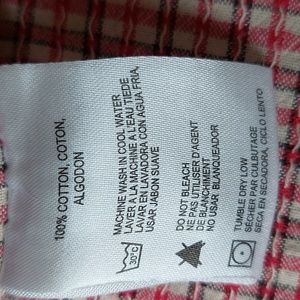 100% COTTON, COTON,
ALGODON
MACHINE WASH IN COOL WATER
LAVER A LA MACHINE A L'EAU TIEDE
LAVAR EN LAVADORA CON AGUA FRIA,
USAR JABON SUAVE
30°C
DO NOT BLEACH
NE PAS UTILISER D'AGENT
DE BLANCHIMENT
NO USAR BLANQUEADOR
TUMBLE DRY LOW
SÉCHER PAR CULBUTAGE
SECA EN SECADORA, CICLO LENTO